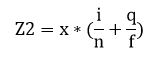 Z2 = x * (i/n + q/f)